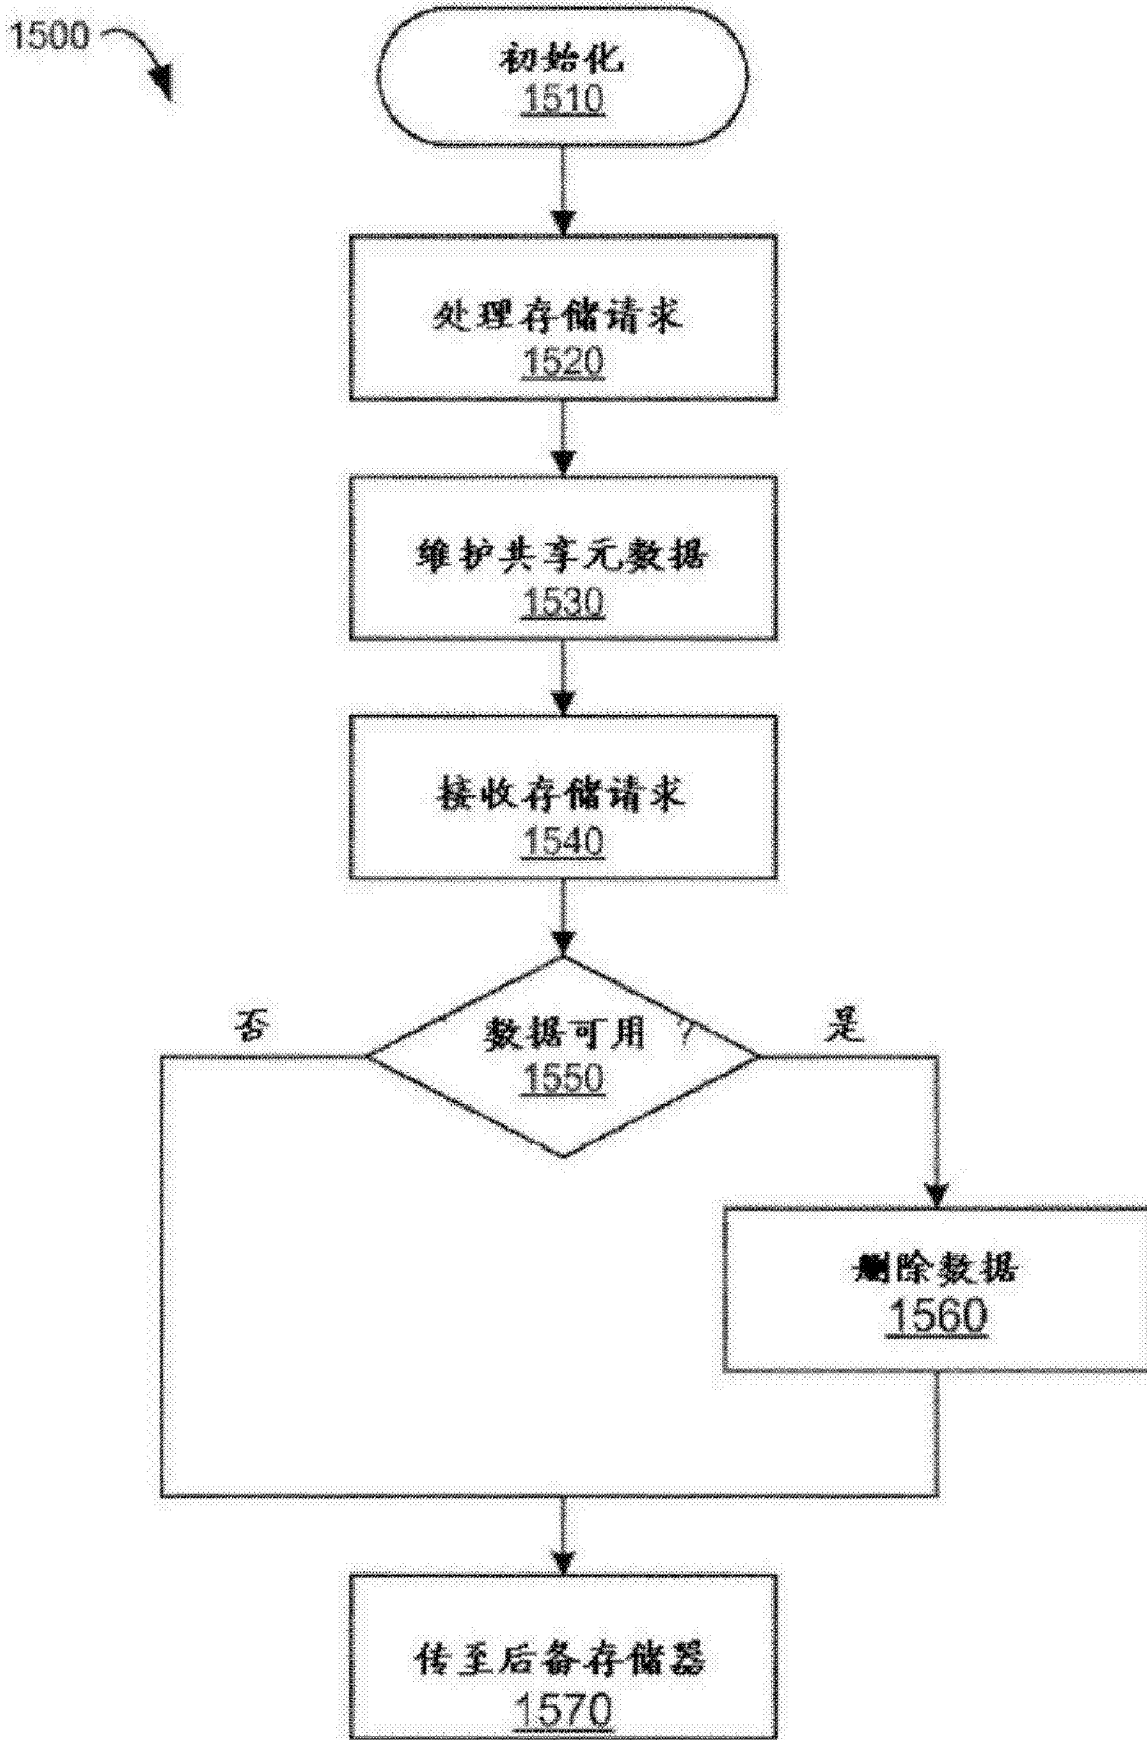 1500
初始化
1510
处理存储请求
1520
维护共享元数据
1530
接收存储请求
1540
否
数据可用?
1550
是
删除数据
1560
传至后备存储器
1570